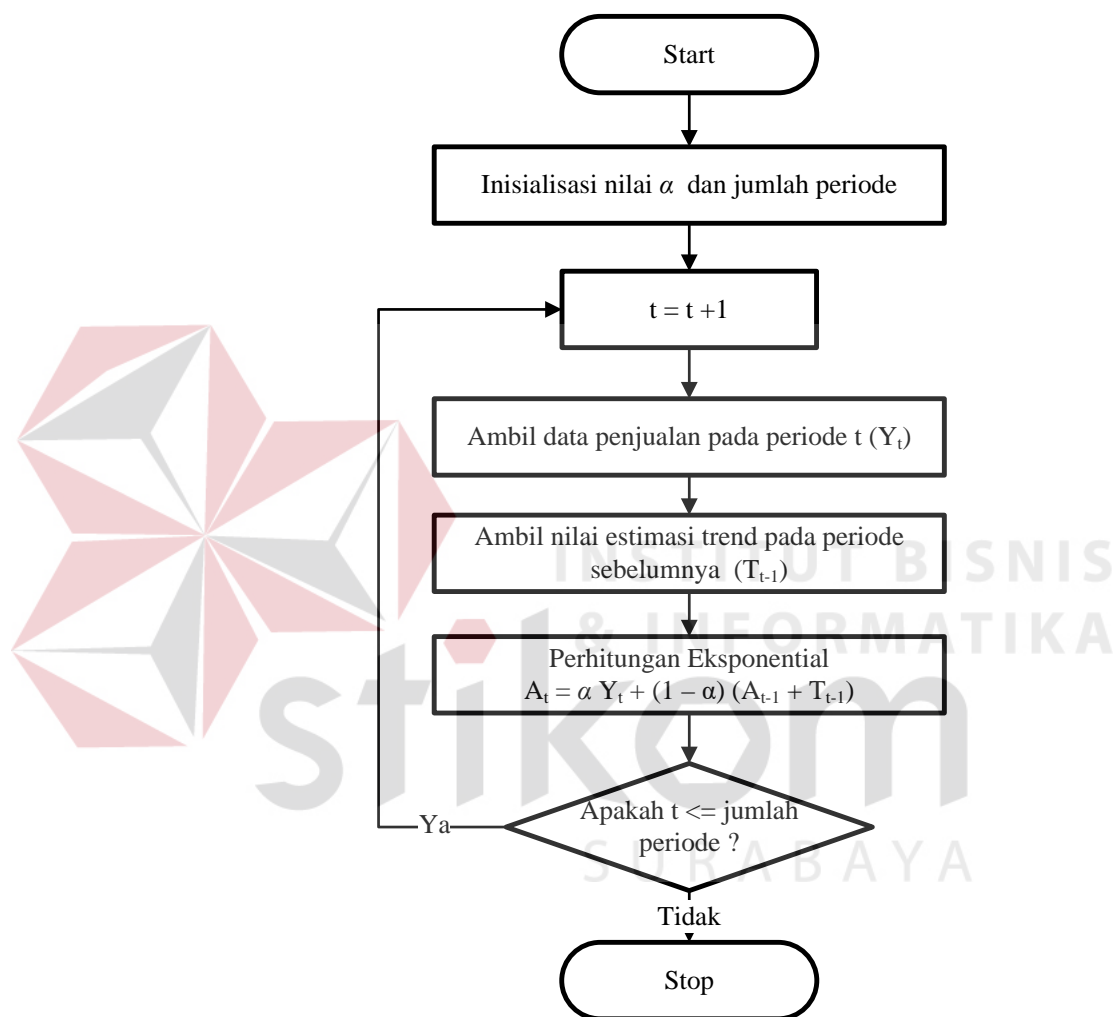 Start
Inisialisasi nilai α dan jumlah periode
t = t +1
Ambil data penjualan pada periode t (Yₜ)
Ambil nilai estimasi trend pada periode
sebelumnya (Tₜ₋₁)
Perhitungan Eksponential
Aₜ = α Yₜ + (1 – α) (Aₜ₋₁ + Tₜ₋₁)
Apakah t <= jumlah
periode ?
Ya
Tidak
Stop
INSTITUT BISNIS
& INFORMATIKA
stikom
SURABAYA